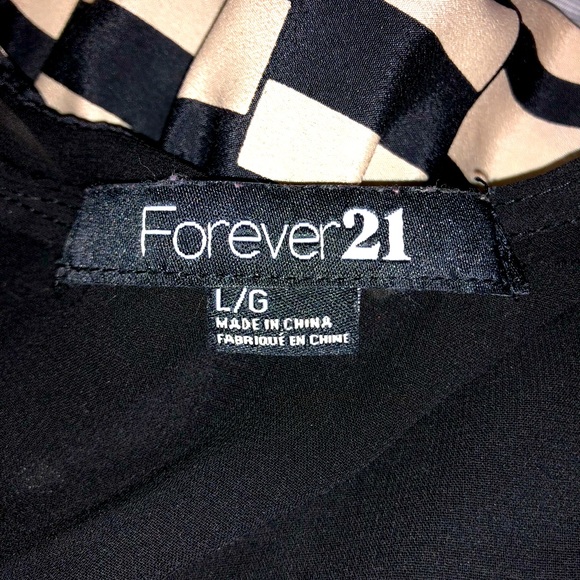 Forever21
L/G
MADE IN CHINA
FABRIQUÉ EN CHINE